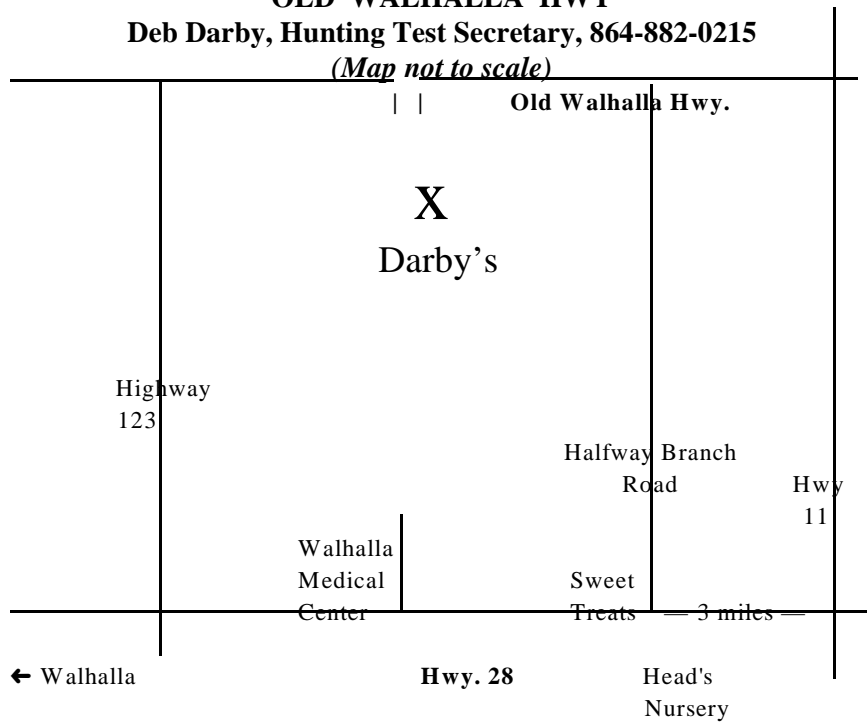 OLD WALHALLA HWY
Deb Darby, Hunting Test Secretary, 864-882-0215
(Map not to scale)
| | Old Walhalla Hwy.
X
Darby’s
Highway
123
Halfway Branch
Road
Hwy
11
Walhalla
Medical
Center
Sweet
Treats — 3 miles —
← Walhalla
Hwy. 28
Head's
Nursery